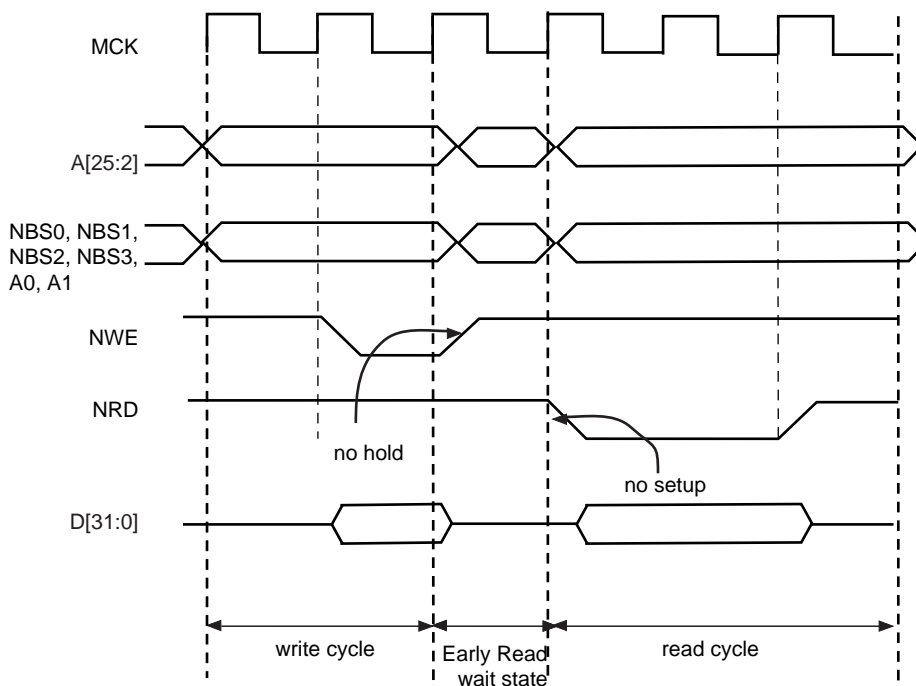 MCK
A[25:2]
NBS0, NBS1,
NBS2, NBS3,
A0, A1
NWE
NRD
no hold
no setup
D[31:0]
write cycle
Early Read
wait state
read cycle